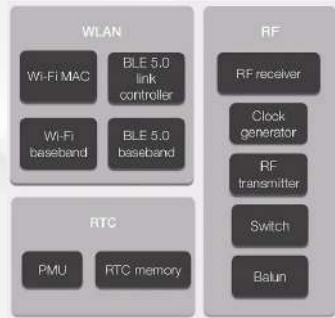 WLAN
Wi-Fi MAC
BLE 5.0
link
controller
Wi-Fi
baseband
BLE 5.0
baseband
RTC
PMU
RTC memory
RF
RF receiver
Clock
generator
RF
transmitter
Switch
Balun